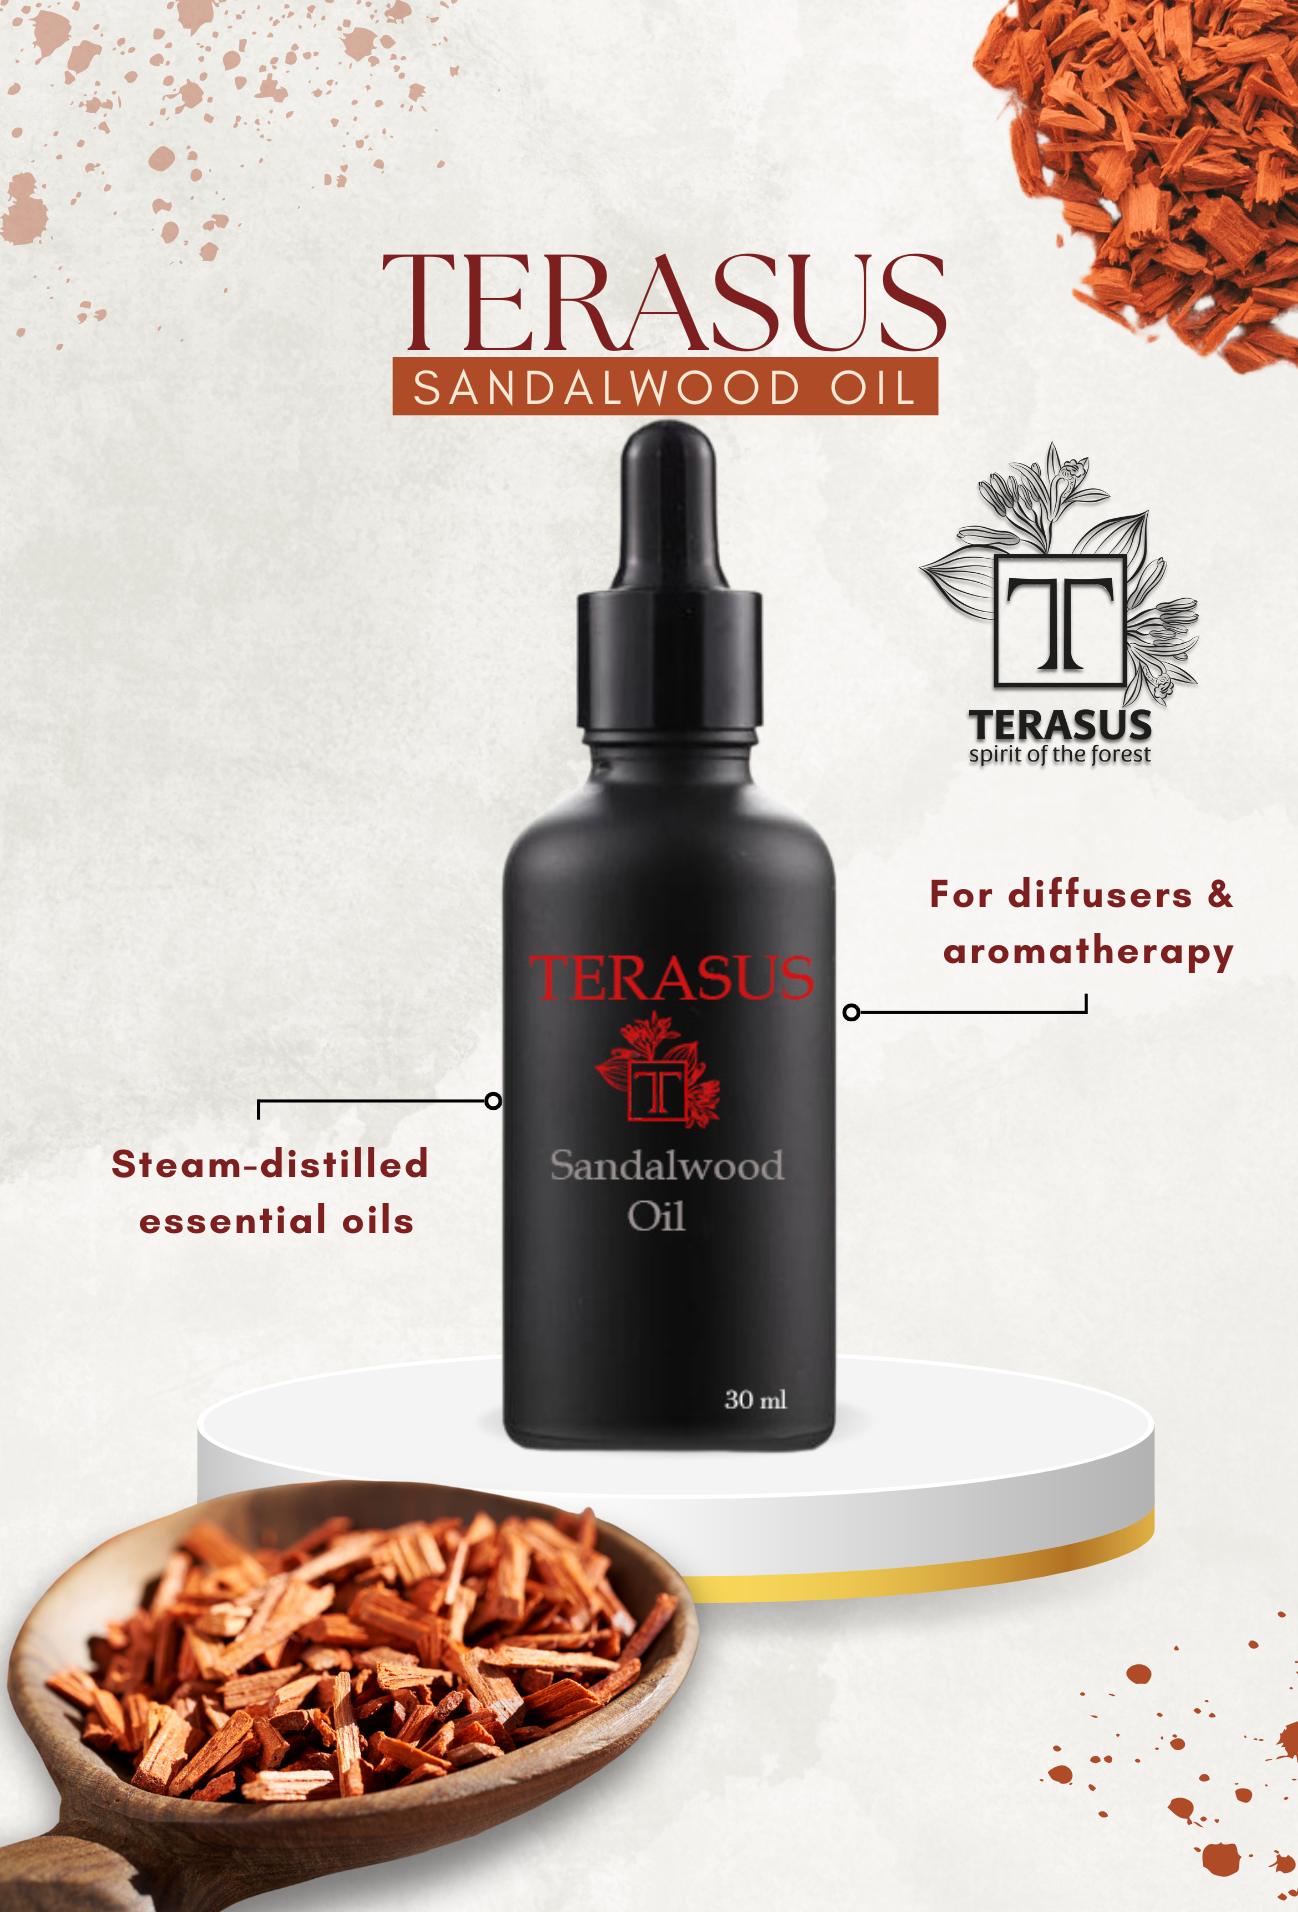 TERASUS
SANDALWOOD OIL
T
TERASUS
spirit of the forest
For diffusers &
aromatherapy
TERASUS
T
Sandalwood
Oil
30 ml
Steam-distilled
essential oils